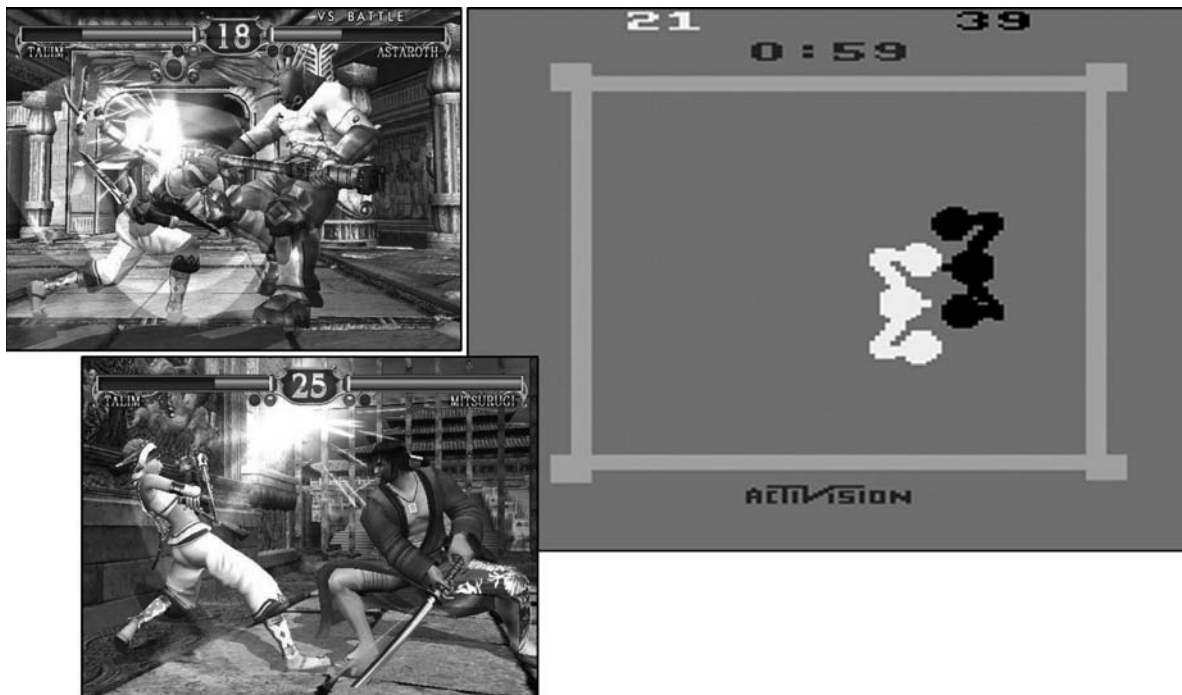 VS BATTLE
18
TALIM ASTAROTH
21 39
0:59
ACTIVISION
25
TALIM MITSURUGI